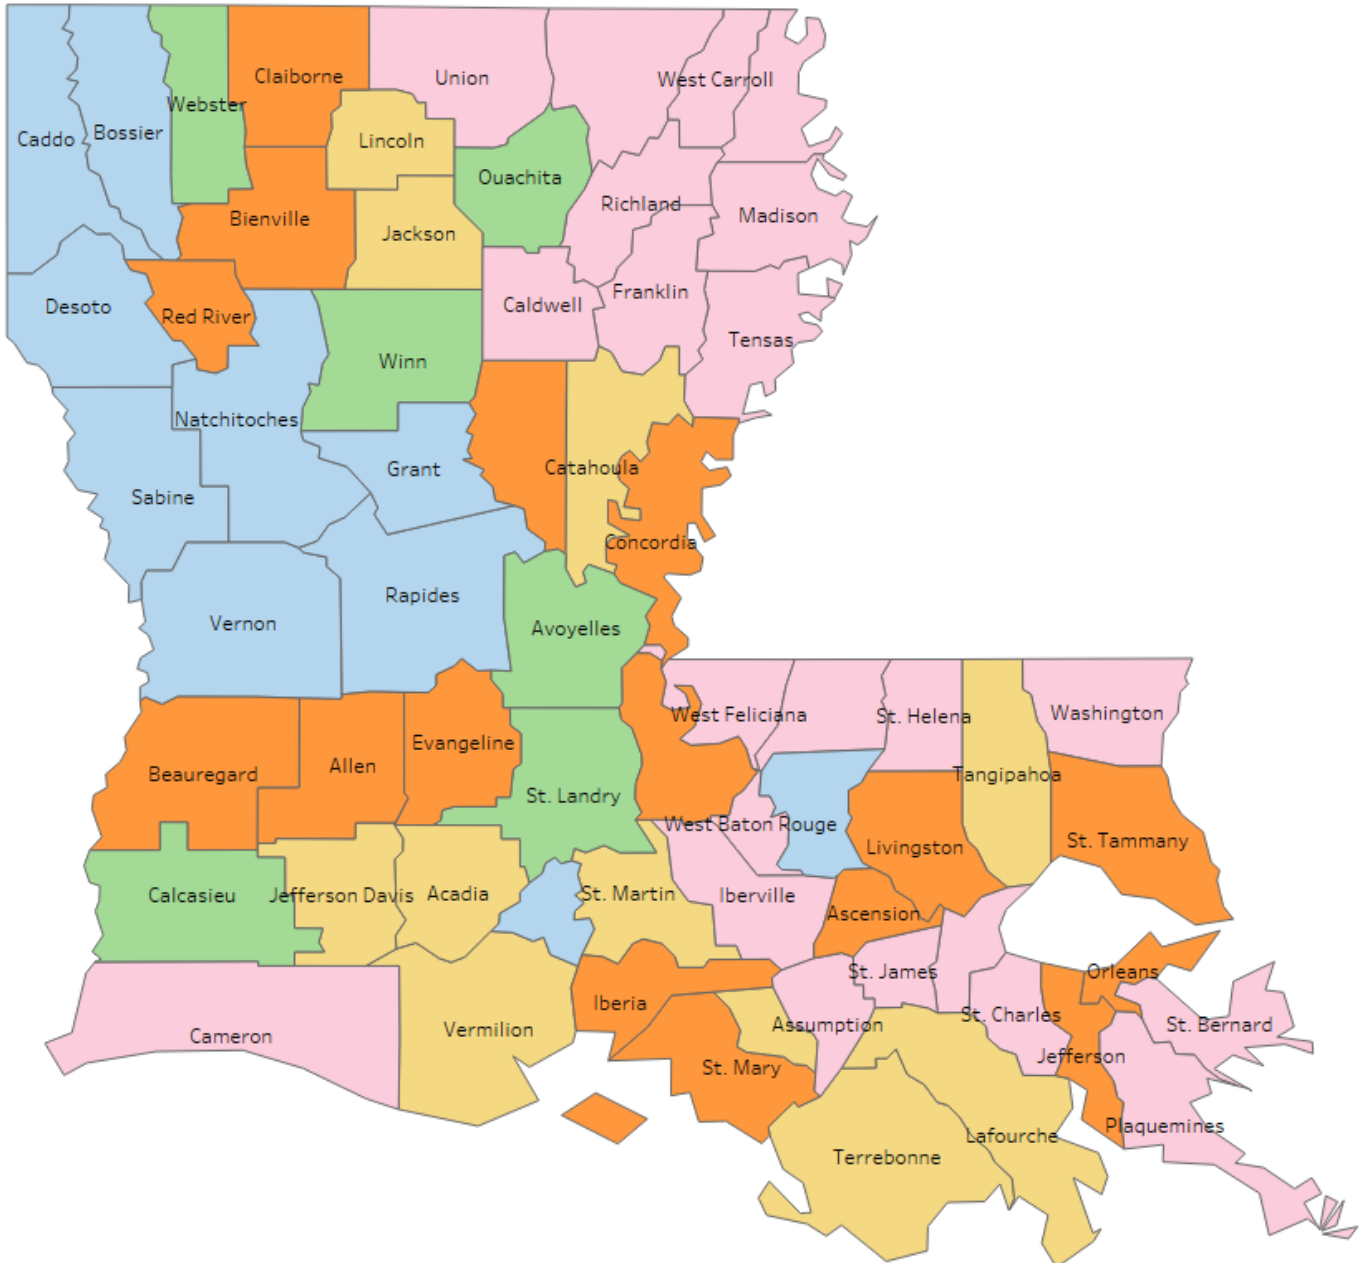 Claiborne
Union
West Carroll
Webster
Caddo
Bossier
Lincoln
Ouachita
Richland
Madison
Bienville
Jackson
Desoto
Red River
Caldwell
Franklin
Tensas
Winn
Natchitoches
Grant
Catahoula
Sabine
Concordia
Vernon
Rapides
Avoyelles
West Feliciana
St. Helena
Washington
Beauregard
Allen
Evangeline
Tangipahoa
St. Landry
West Baton Rouge
Livingston
St. Tammany
Calcasieu
Jefferson Davis
Acadia
St. Martin
Iberville
Ascension
St. James
Orleans
Cameron
Vermilion
Iberia
Assumption
St. Charles
St. Bernard
Jefferson
St. Mary
Plaquemines
Lafourche
Terrebonne